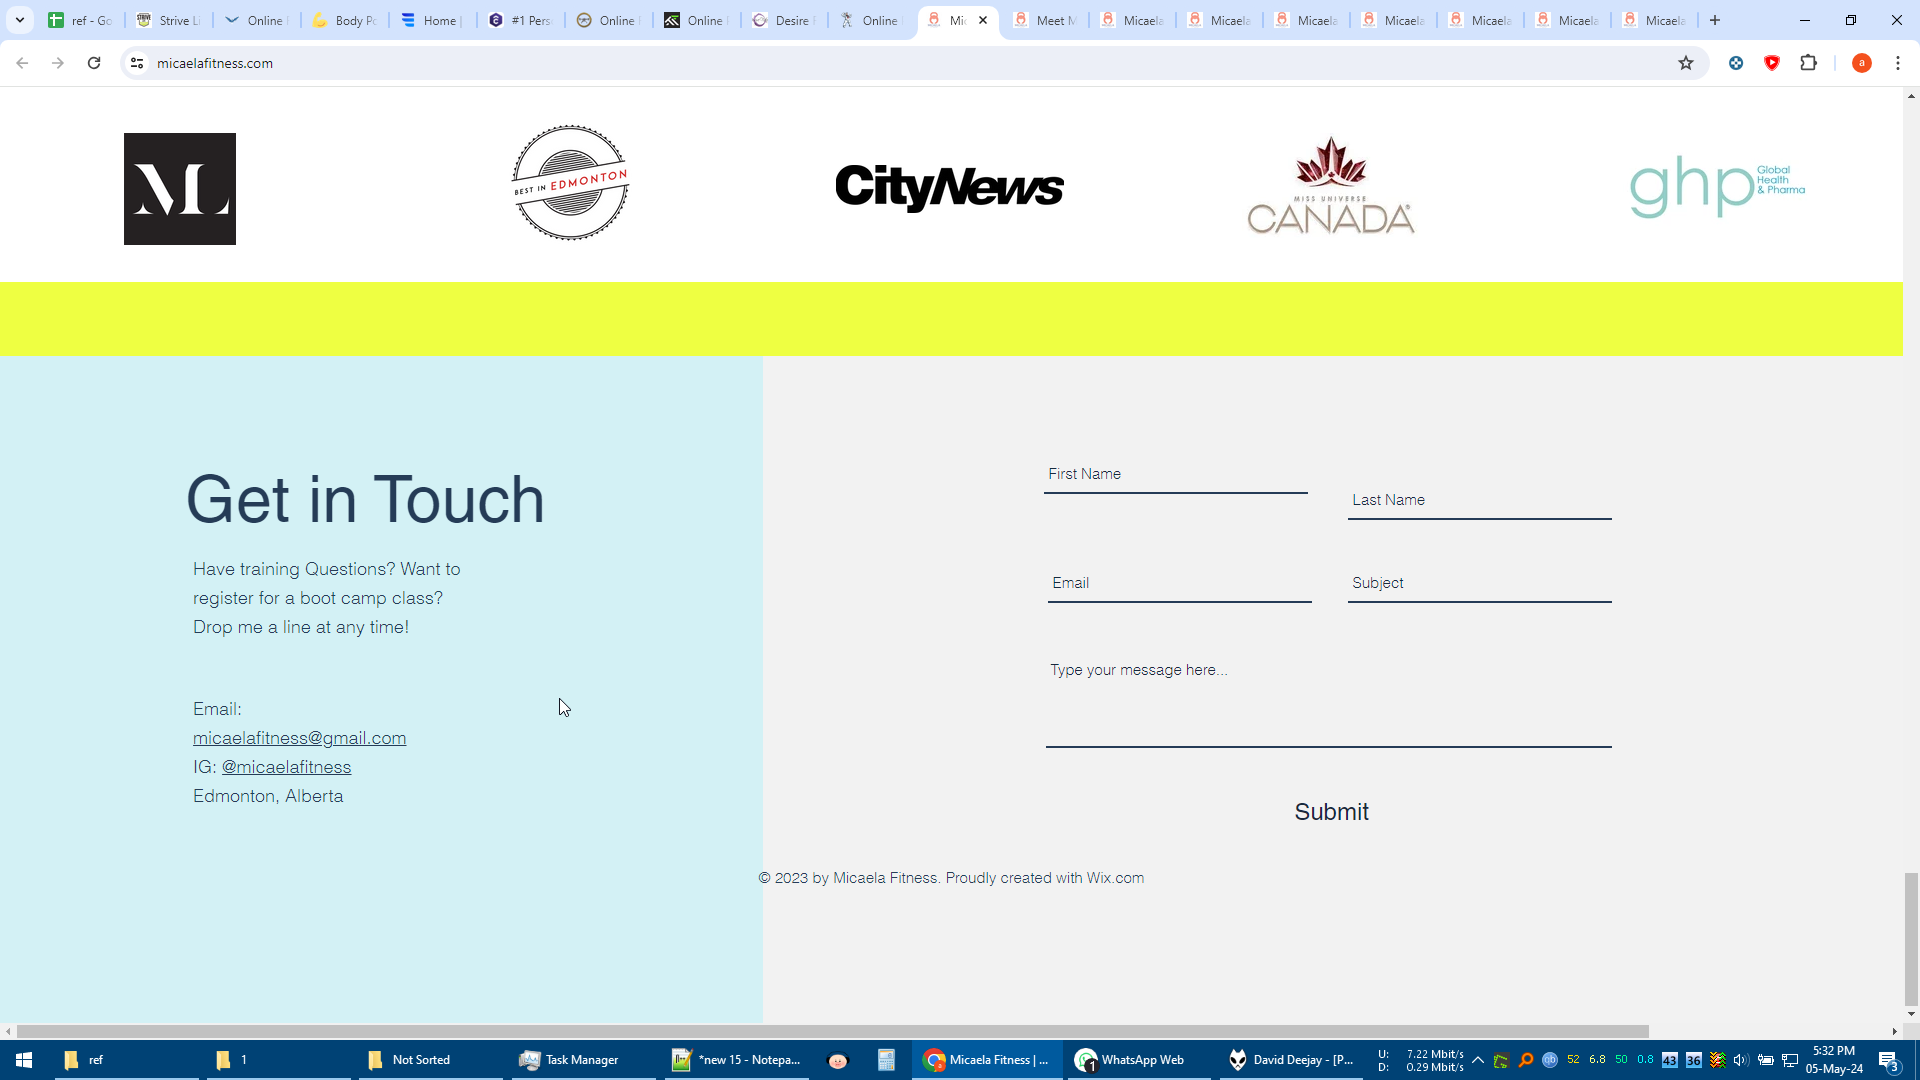 ref - Go
Strive Li
Online F
Body Po
Home |
#1 Pers
Online F
Online F
Desire F
Online
Mic
Meet M
Micaela
Micaela
Micaela
Micaela
Micaela
Micaela
Micaela
micaelafitness.com
a
ML
BEST IN EDMONTON
CityNews
MISS UNIVERSE
CANADA
ghp Global
Health
& Pharma
Get in Touch
Have training Questions? Want to
register for a boot camp class?
Drop me a line at any time!
Email:
micaelafitness@gmail.com
IG: @micaelafitness
Edmonton, Alberta
First Name
Last Name
Email
Subject
Type your message here...
Submit
© 2023 by Micaela Fitness. Proudly created with Wix.com
ref
1
Not Sorted
Task Manager
*new 15 - Notepa...
Micaela Fitness | ...
1
WhatsApp Web
David Deejay - [P...
U: 7.22 Mbit/s
D: 0.29 Mbit/s
52 6.8 50 0.8 43 36
5:32 PM
05-May-24
3